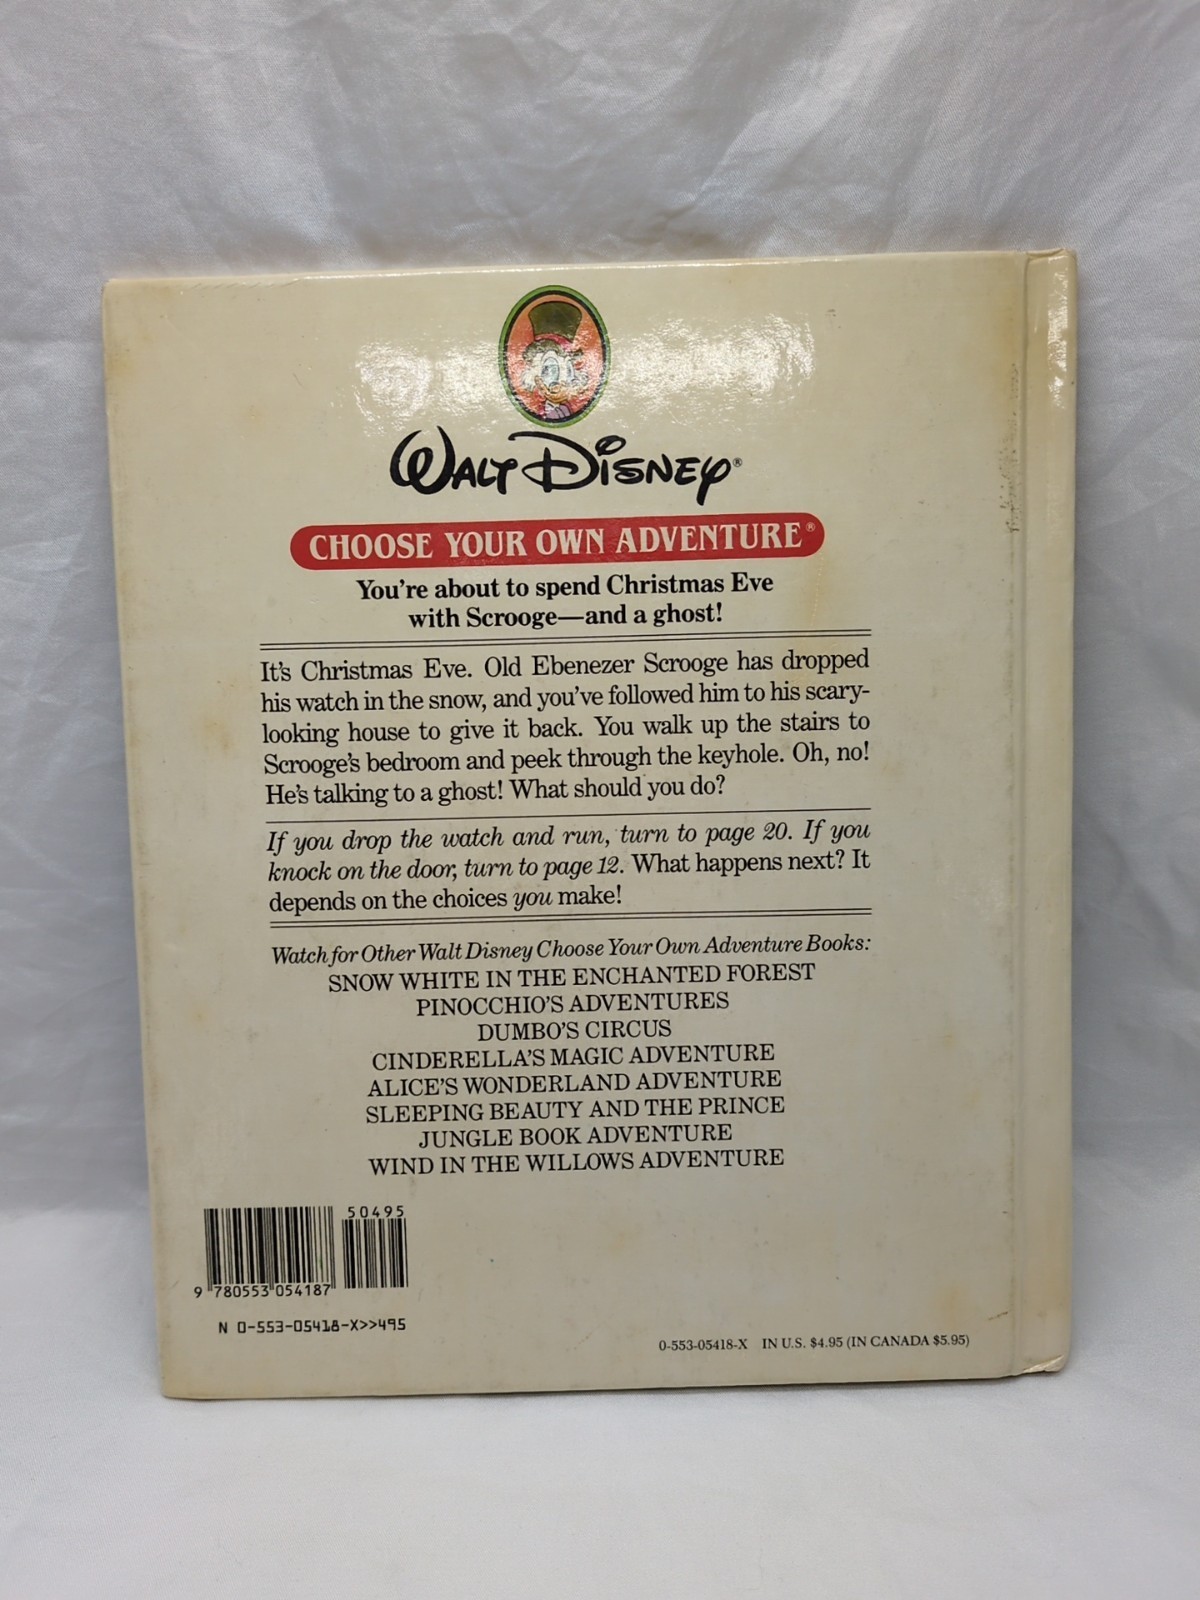 WALT DISNEY®
CHOOSE YOUR OWN ADVENTURE®
You're about to spend Christmas Eve
with Scrooge—and a ghost!
It's Christmas Eve. Old Ebenezer Scrooge has dropped
his watch in the snow, and you've followed him to his scary-
looking house to give it back. You walk up the stairs to
Scrooge's bedroom and peek through the keyhole. Oh, no!
He's talking to a ghost! What should you do?
If you drop the watch and run, turn to page 20. If you
knock on the door, turn to page 12. What happens next? It
depends on the choices you make!
Watch for Other Walt Disney Choose Your Own Adventure Books:
SNOW WHITE IN THE ENCHANTED FOREST
PINOCCHIO'S ADVENTURES
DUMBO'S CIRCUS
CINDERELLA'S MAGIC ADVENTURE
ALICE'S WONDERLAND ADVENTURE
SLEEPING BEAUTY AND THE PRINCE
JUNGLE BOOK ADVENTURE
WIND IN THE WILLOWS ADVENTURE
50495
9 780553 054187
N 0-553-05418-X>>495
0-553-05418-X IN U.S. $4.95 (IN CANADA $5.95)